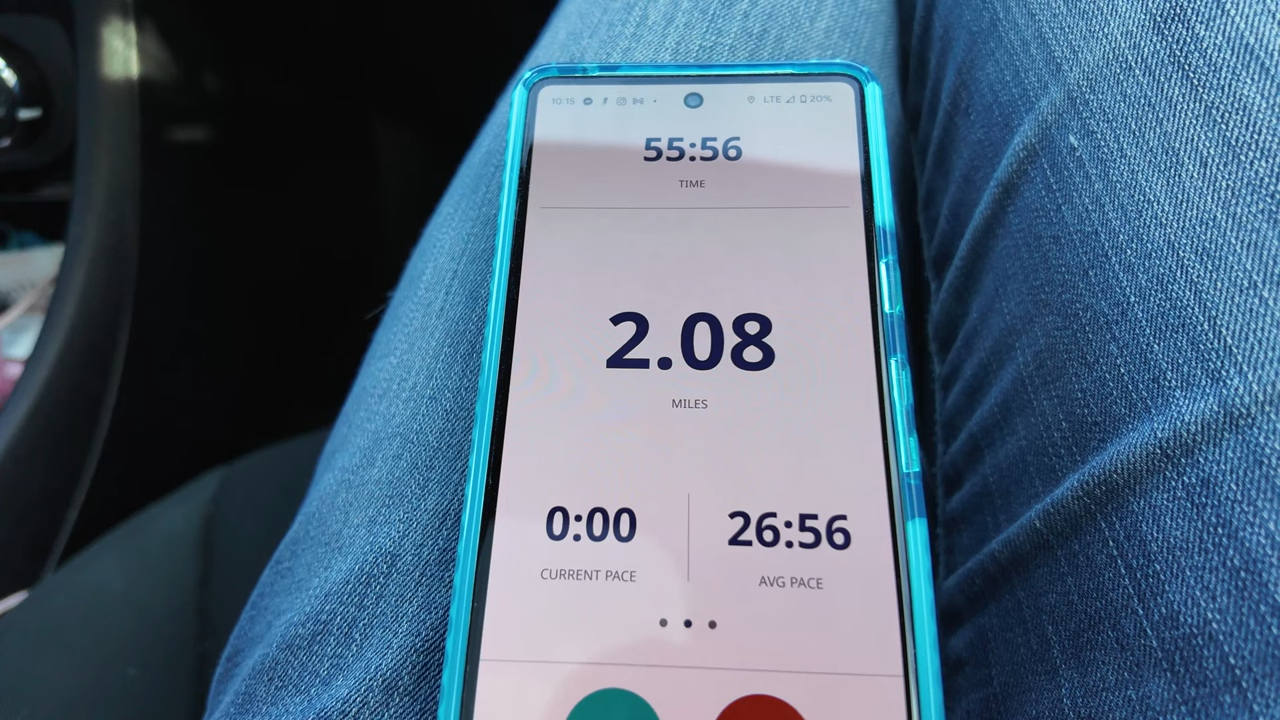 10:15 LTE 20%
55:56
TIME
2.08
MILES
0:00 26:56
CURRENT PACE AVG PACE